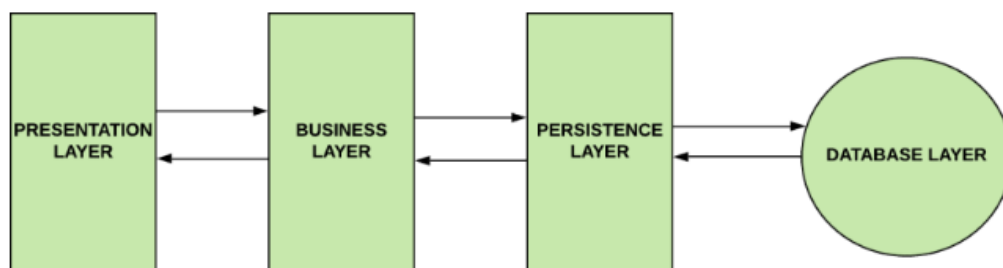 PRESENTATION
LAYER
BUSINESS
LAYER
PERSISTENCE
LAYER
DATABASE LAYER